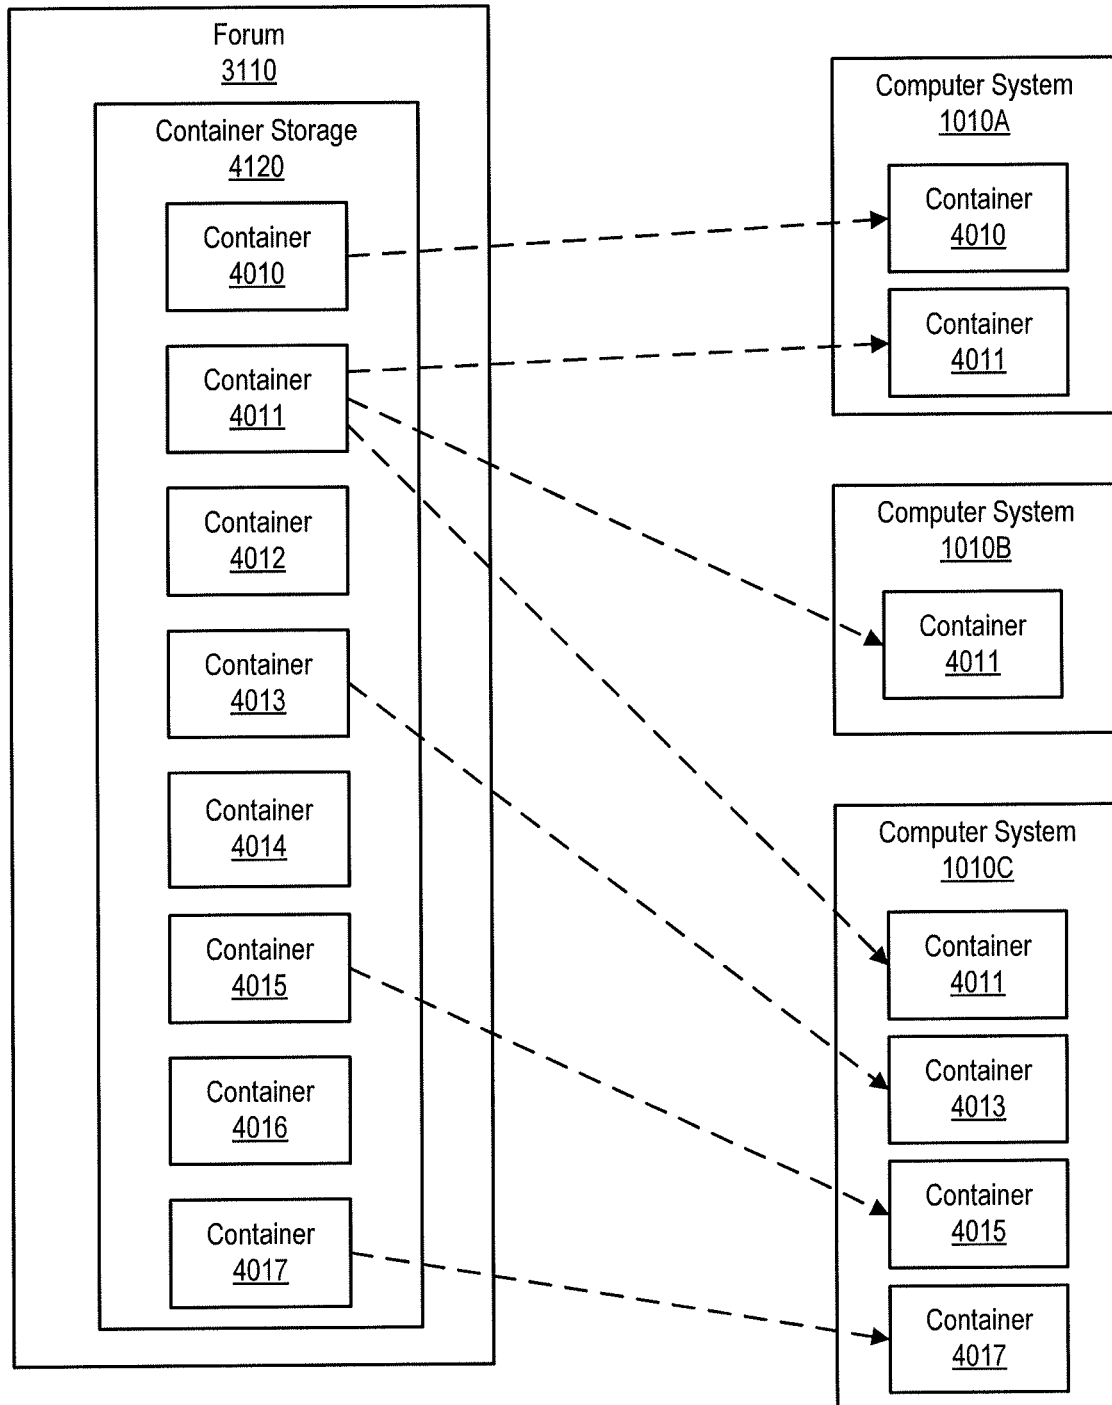 Forum
3110
Container Storage
4120
Container
4010
Container
4011
Container
4012
Container
4013
Container
4014
Container
4015
Container
4016
Container
4017
Computer System
1010A
Container
4010
Container
4011
Computer System
1010B
Container
4011
Computer System
1010C
Container
4011
Container
4013
Container
4015
Container
4017